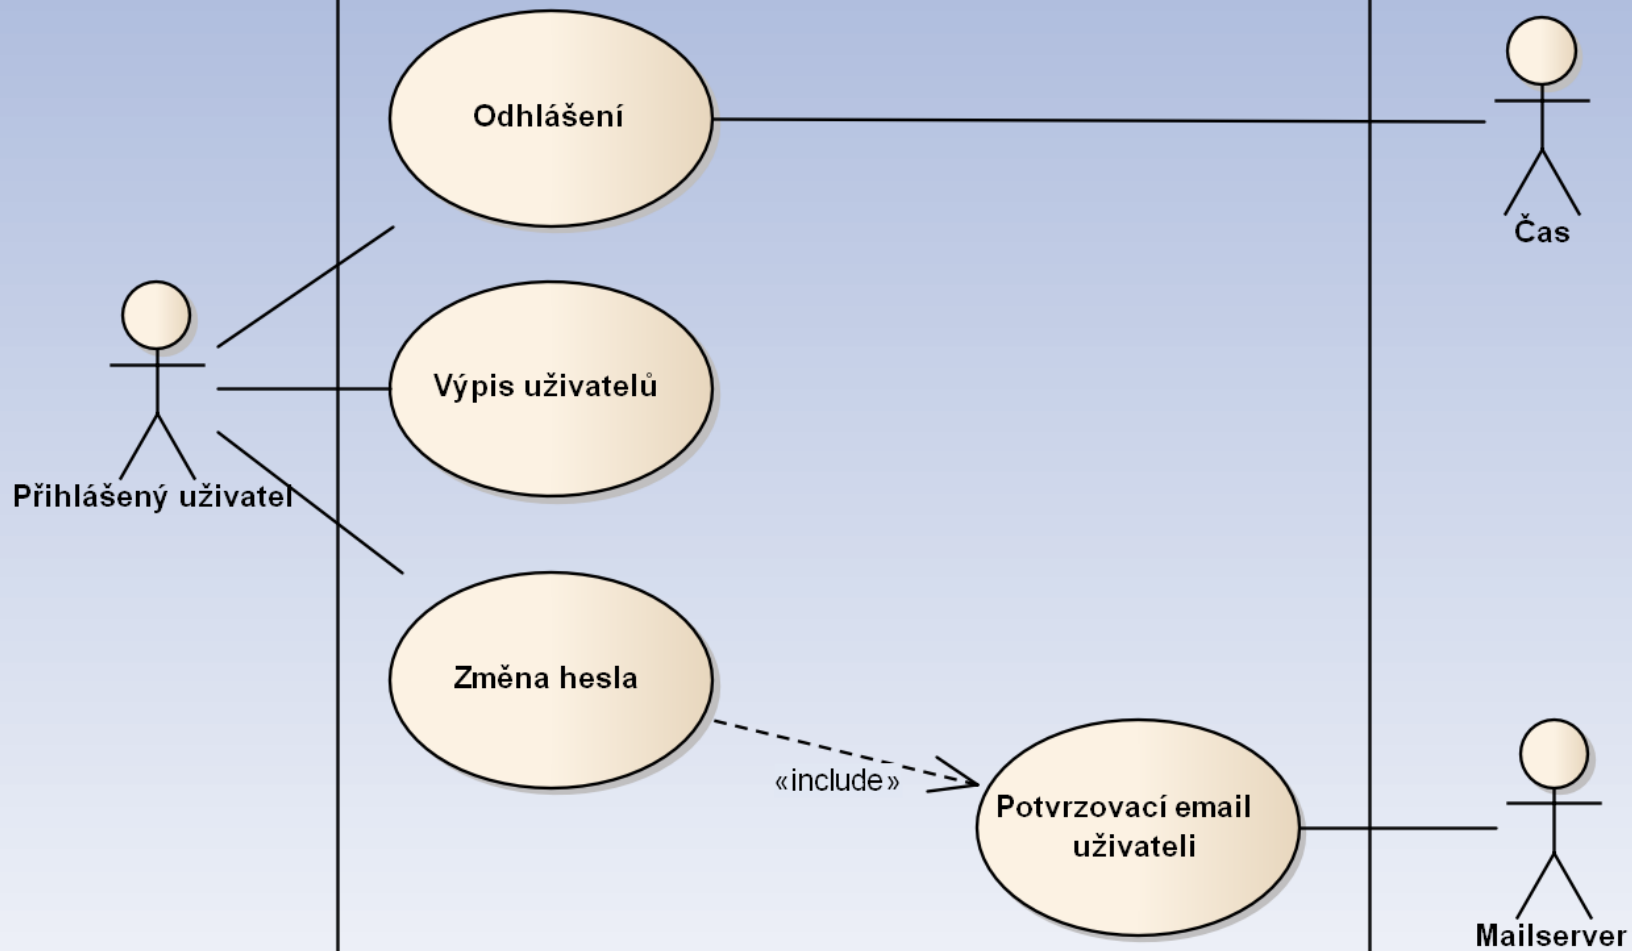 Odhlášení
Čas
Výpis uživatelů
Přihlášený uživatel
Změna hesla
«include»
Potvrzovací email
uživateli
Mailserver